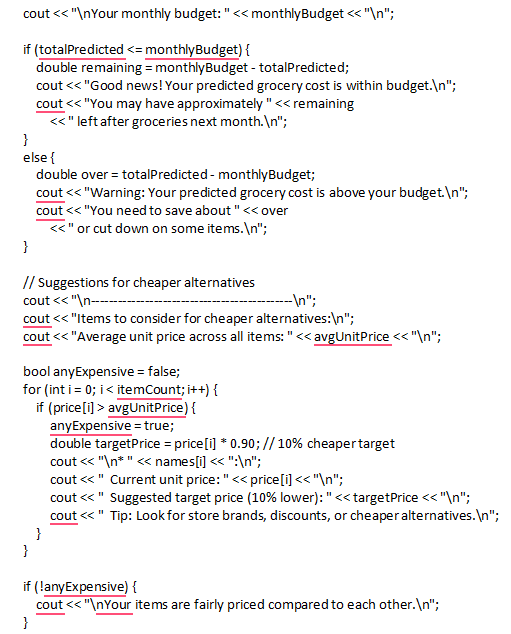 cout << "\nYour monthly budget: " << monthlyBudget << "\n";
if (totalPredicted <= monthlyBudget) {
double remaining = monthlyBudget - totalPredicted;
cout << "Good news! Your predicted grocery cost is within budget.\n";
cout << "You may have approximately " << remaining
<< " left after groceries next month.\n";
}
else {
double over = totalPredicted - monthlyBudget;
cout << "Warning: Your predicted grocery cost is above your budget.\n";
cout << "You need to save about " << over
<< " or cut down on some items.\n";
}
// Suggestions for cheaper alternatives
cout << "\n---------------------------------------------\n";
cout << "Items to consider for cheaper alternatives:\n";
cout << "Average unit price across all items: " << avgUnitPrice << "\n";
bool anyExpensive = false;
for (int i = 0; i < itemCount; i++) {
if (price[i] > avgUnitPrice) {
anyExpensive = true;
double targetPrice = price[i] * 0.90; // 10% cheaper target
cout << "\n* " << names[i] << ":\n";
cout << "  Current unit price: " << price[i] << "\n";
cout << "  Suggested target price (10% lower): " << targetPrice << "\n";
cout << "  Tip: Look for store brands, discounts, or cheaper alternatives.\n";
}
}
if (!anyExpensive) {
cout << "\nYour items are fairly priced compared to each other.\n";
}